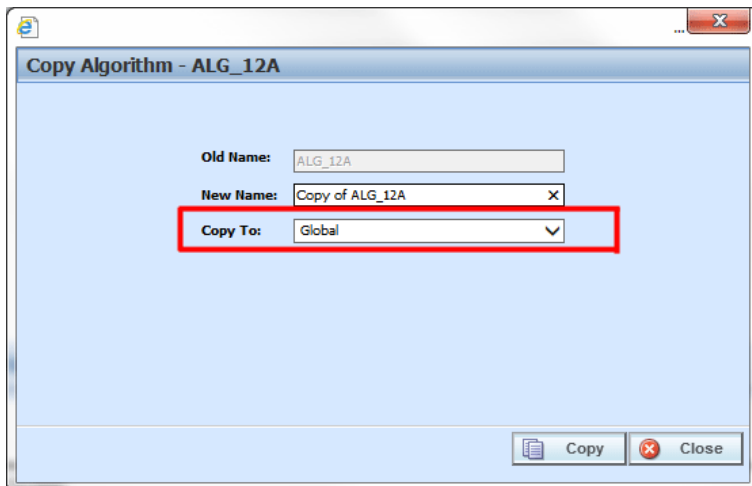 ...
Copy Algorithm - ALG_12A
Old Name: ALG_12A
New Name: Copy of ALG_12A
Copy To: Global
Copy Close